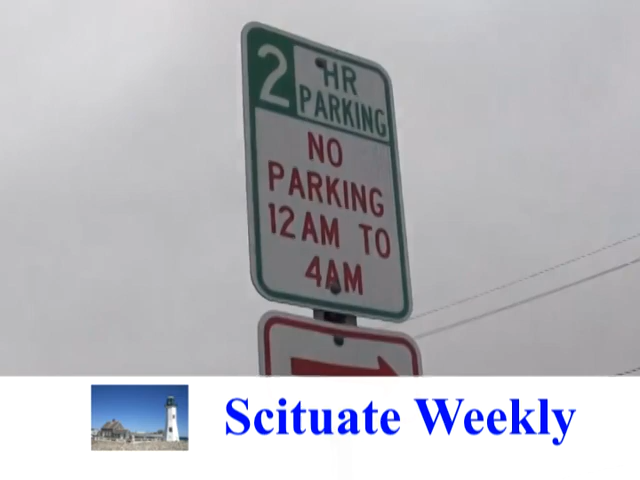 2 HR
PARKING
NO
PARKING
12AM TO
4AM
Scituate Weekly